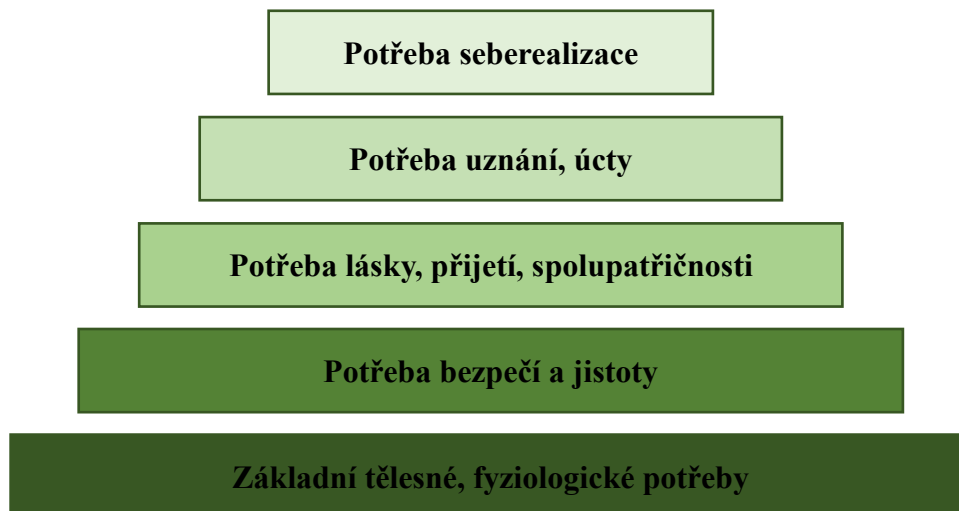 Potřeba seberealizace
Potřeba uznání, úcty
Potřeba lásky, přijetí, spolupatřičnosti
Potřeba bezpečí a jistoty
Základní tělesné, fyziologické potřeby